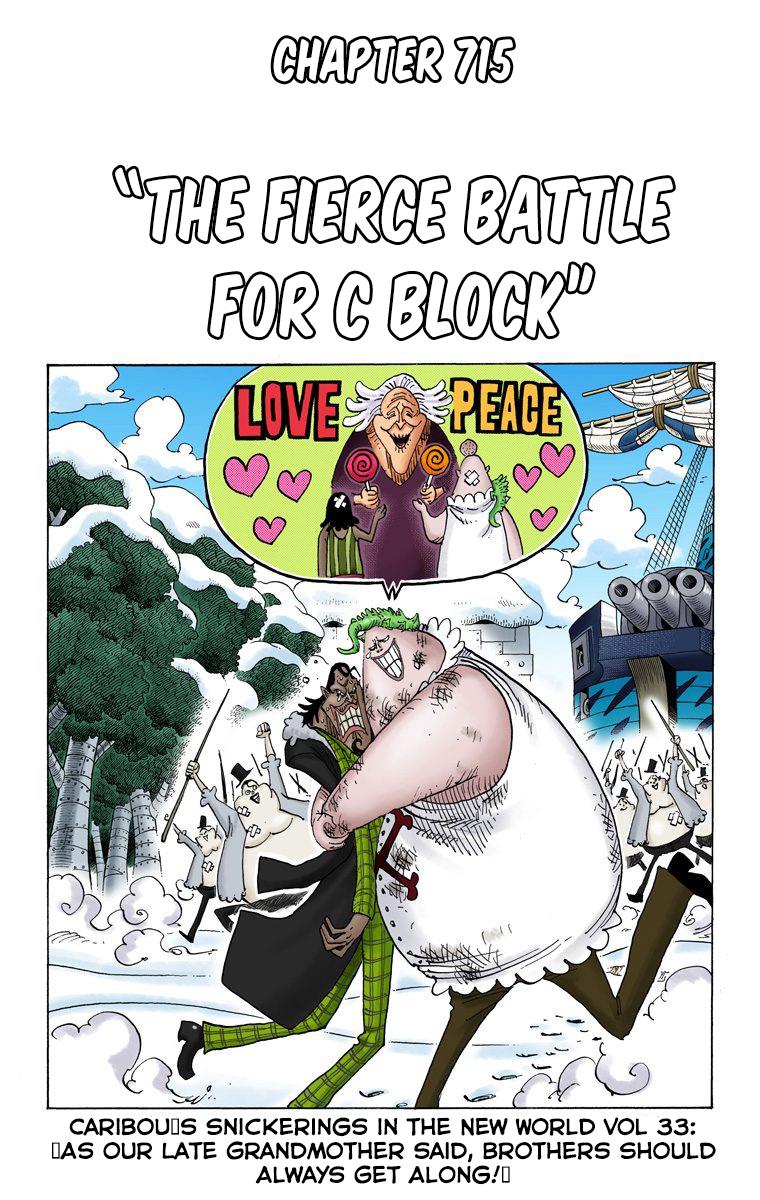 CHAPTER 715
"THE FIERCE BATTLE
FOR C BLOCK"
LOVE PEACE
CARIBOU▯S SNICKERINGS IN THE NEW WORLD VOL 33:
▯AS OUR LATE GRANDMOTHER SAID, BROTHERS SHOULD
ALWAYS GET ALONG!▯